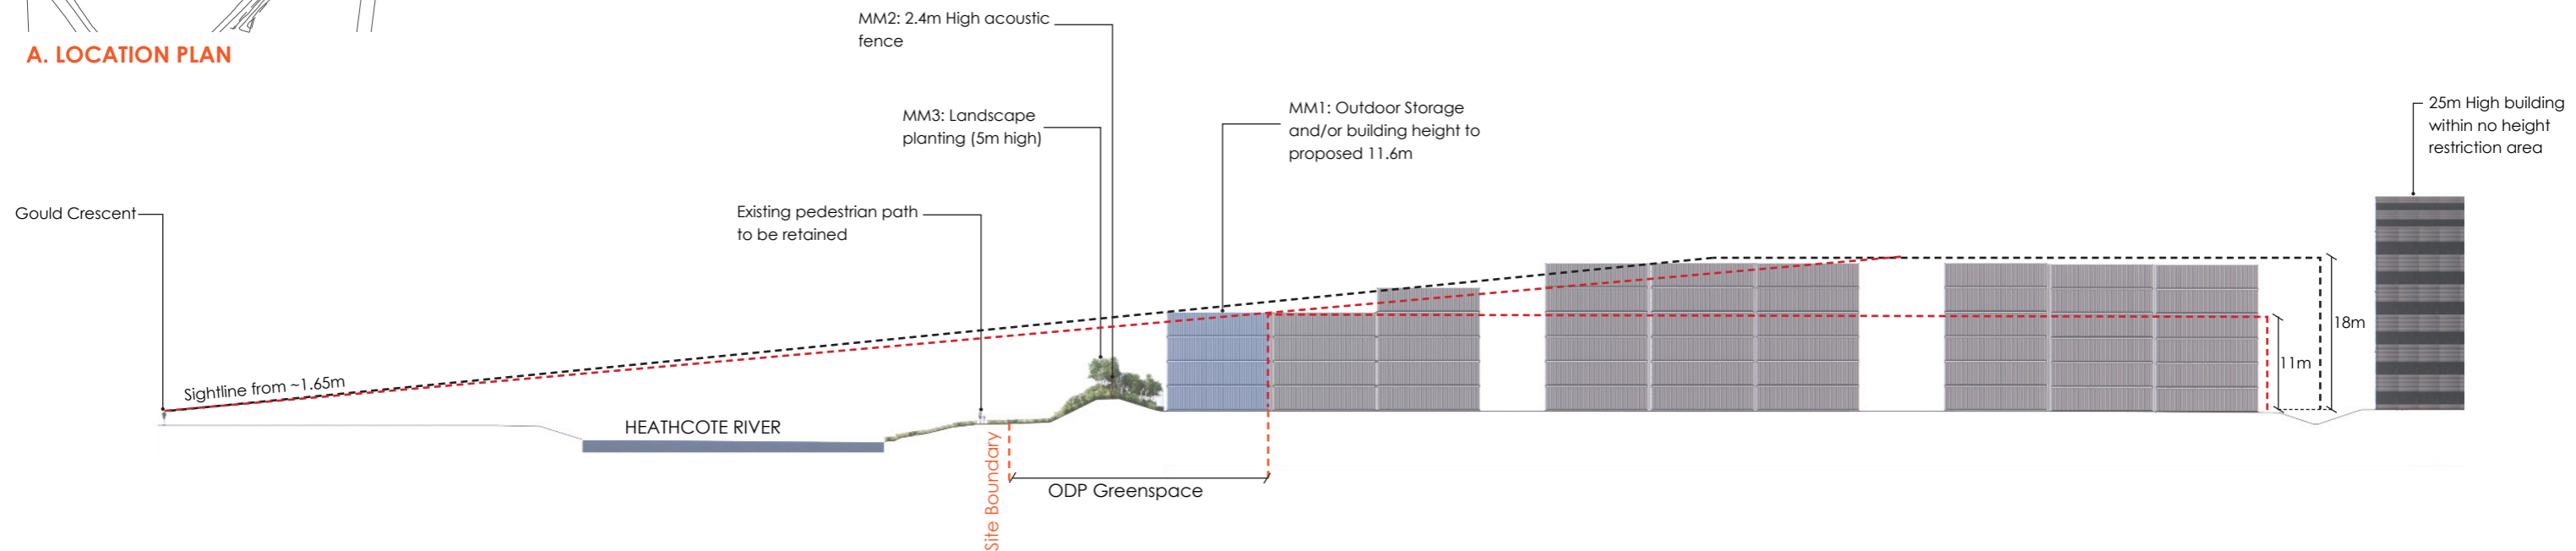 A. LOCATION PLAN
MM2: 2.4m High acoustic
fence
MM3: Landscape
planting (5m high)
MM1: Outdoor Storage
and/or building height to
proposed 11.6m
25m High building
within no height
restriction area
Gould Crescent
Existing pedestrian path
to be retained
Sightline from ~1.65m
HEATHCOTE RIVER
Site Boundary
ODP Greenspace
18m
11m